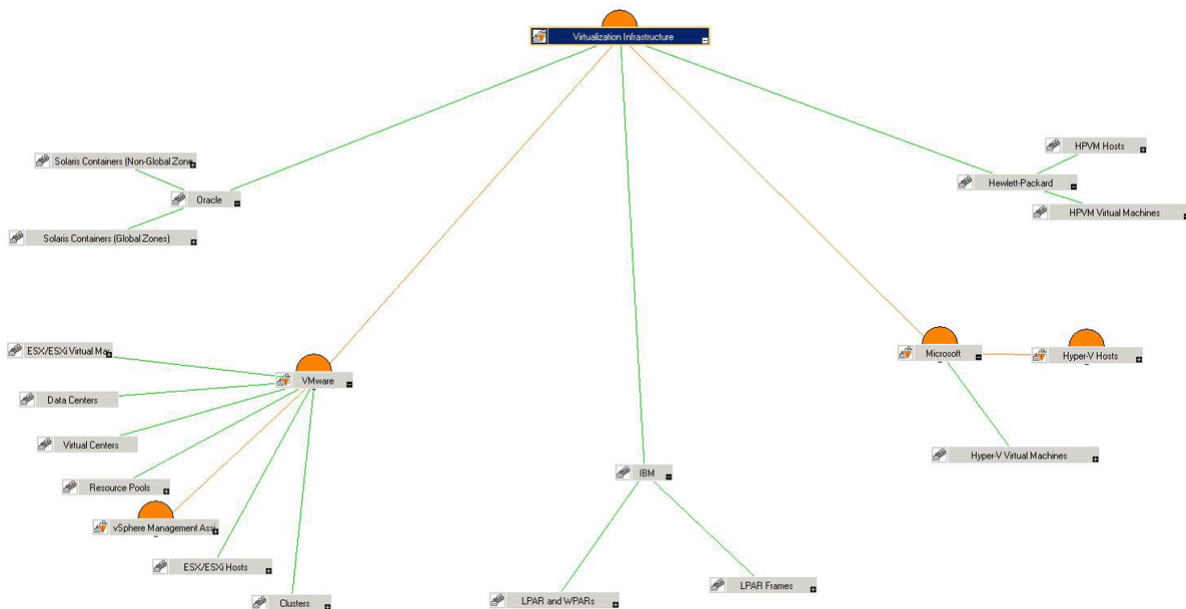 Virtualization Infrastructure
Solaris Containers (Non-Global Zone
HPVM Hosts
Oracle
Hewlett-Packard
HPVM Virtual Machines
Solaris Containers (Global Zones)
ESX/ESXi Virtual Ma
VMware
Microsoft
Hyper-V Hosts
Data Centers
Virtual Centers
Hyper-V Virtual Machines
Resource Pools
IBM
vSphere Management Assi
ESX/ESXi Hosts
LPAR Frames
Clusters
LPAR and WPARs